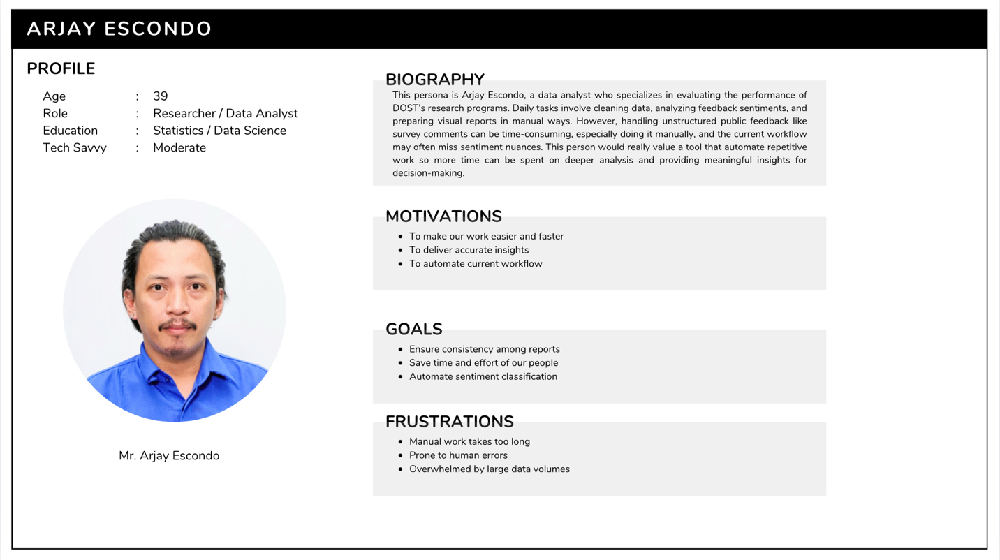 ARJAY ESCONDO
PROFILE
Age : 39
Role : Researcher / Data Analyst
Education : Statistics / Data Science
Tech Savvy : Moderate
Mr. Arjay Escondo
BIOGRAPHY
This persona is Arjay Escondo, a data analyst who specializes in evaluating the performance of
DOST's research programs. Daily tasks involve cleaning data, analyzing feedback sentiments, and
preparing visual reports in manual ways. However, handling unstructured public feedback like
survey comments can be time-consuming, especially doing it manually, and the current workflow
may often miss sentiment nuances. This person would really value a tool that automate repetitive
work so more time can be spent on deeper analysis and providing meaningful insights for
decision-making.
MOTIVATIONS
• To make our work easier and faster
• To deliver accurate insights
• To automate current workflow
GOALS
• Ensure consistency among reports
• Save time and effort of our people
• Automate sentiment classification
FRUSTRATIONS
• Manual work takes too long
• Prone to human errors
• Overwhelmed by large data volumes